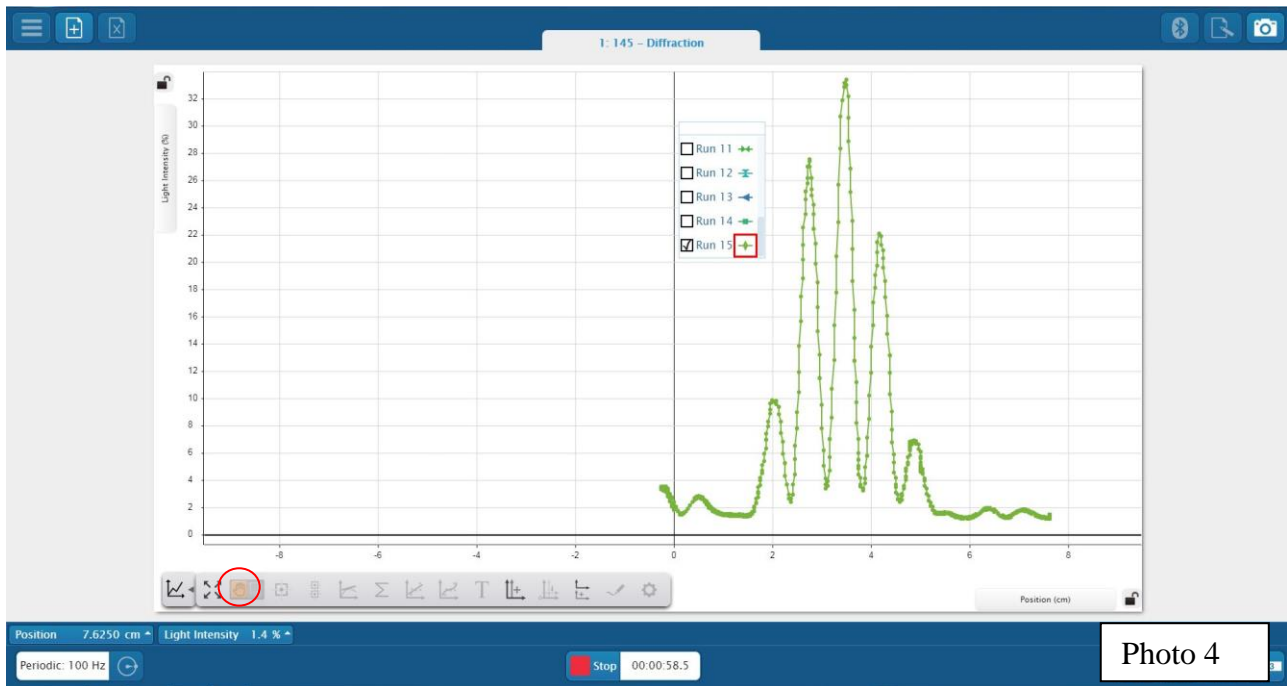 1: 145 – Diffraction
Light Intensity (%)
32
30
28
26
24
22
20
18
16
14
12
10
8
6
4
2
0
Run 11
Run 12
Run 13
Run 14
Run 15
-8
-6
-4
-2
0
2
4
6
8
Position (cm)
Position 7.6250 cm Light Intensity 1.4 %
Periodic: 100 Hz
Stop 00:00:58.5
Photo 4